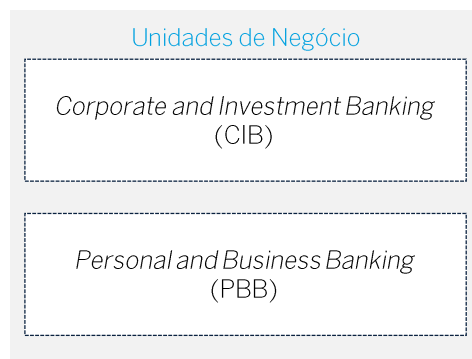 Unidades de Negócio
Corporate and Investment Banking
(CIB)
Personal and Business Banking
(PBB)